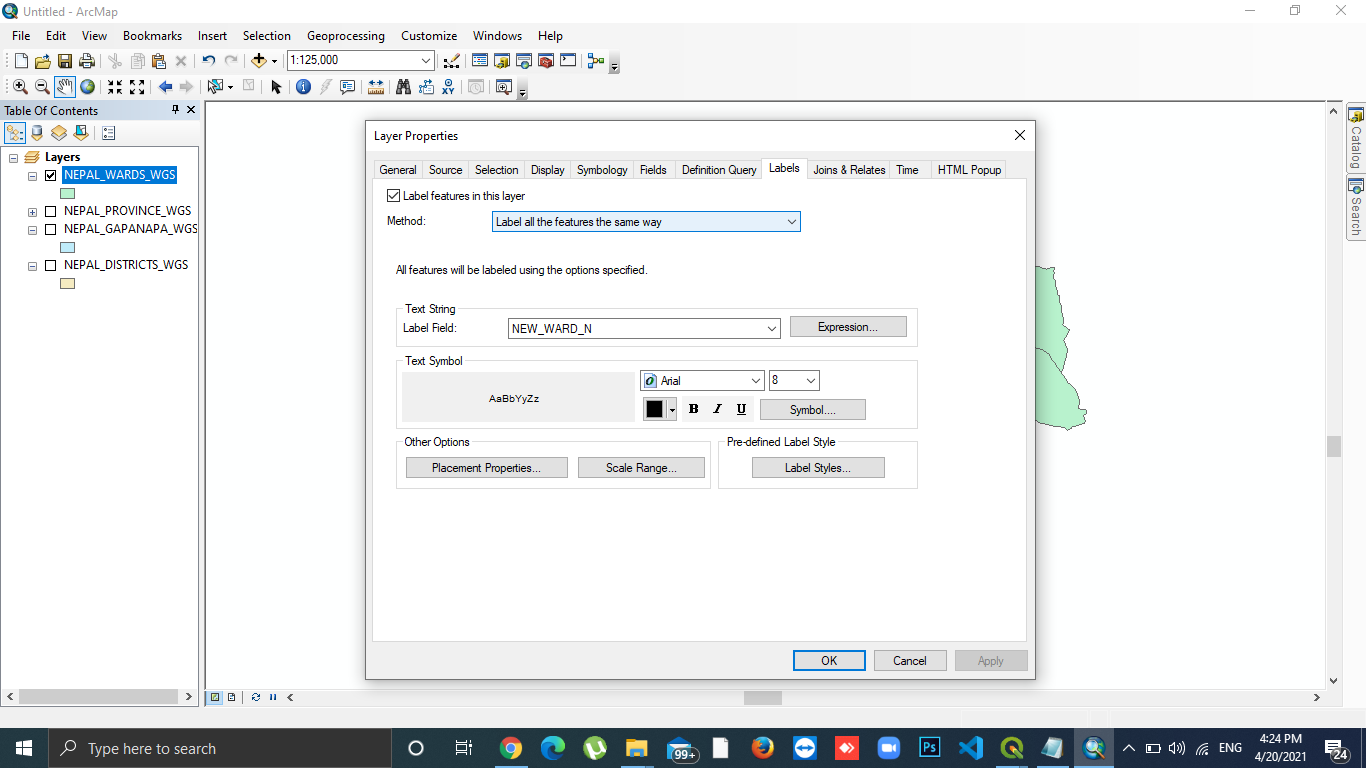 Untitled - ArcMap
File Edit View Bookmarks Insert Selection Geoprocessing Customize Windows Help
1:125,000
XY
Table Of Contents
Layers
NEPAL_WARDS_WGS
NEPAL_PROVINCE_WGS
NEPAL_GAPANAPA_WGS
NEPAL_DISTRICTS_WGS
Layer Properties
General Source Selection Display Symbology Fields Definition Query Labels Joins & Relates Time HTML Popup
Label features in this layer
Method: Label all the features the same way
All features will be labeled using the options specified.
Text String
Label Field: NEW_WARD_N Expression...
Text Symbol
AaBbYyZz
Arial 8
B I U Symbol....
Other Options
Placement Properties... Scale Range...
Pre-defined Label Style
Label Styles...
OK Cancel Apply
Catalog
Search
Type here to search
99+
Ps
ENG
4:24 PM
4/20/2021
24